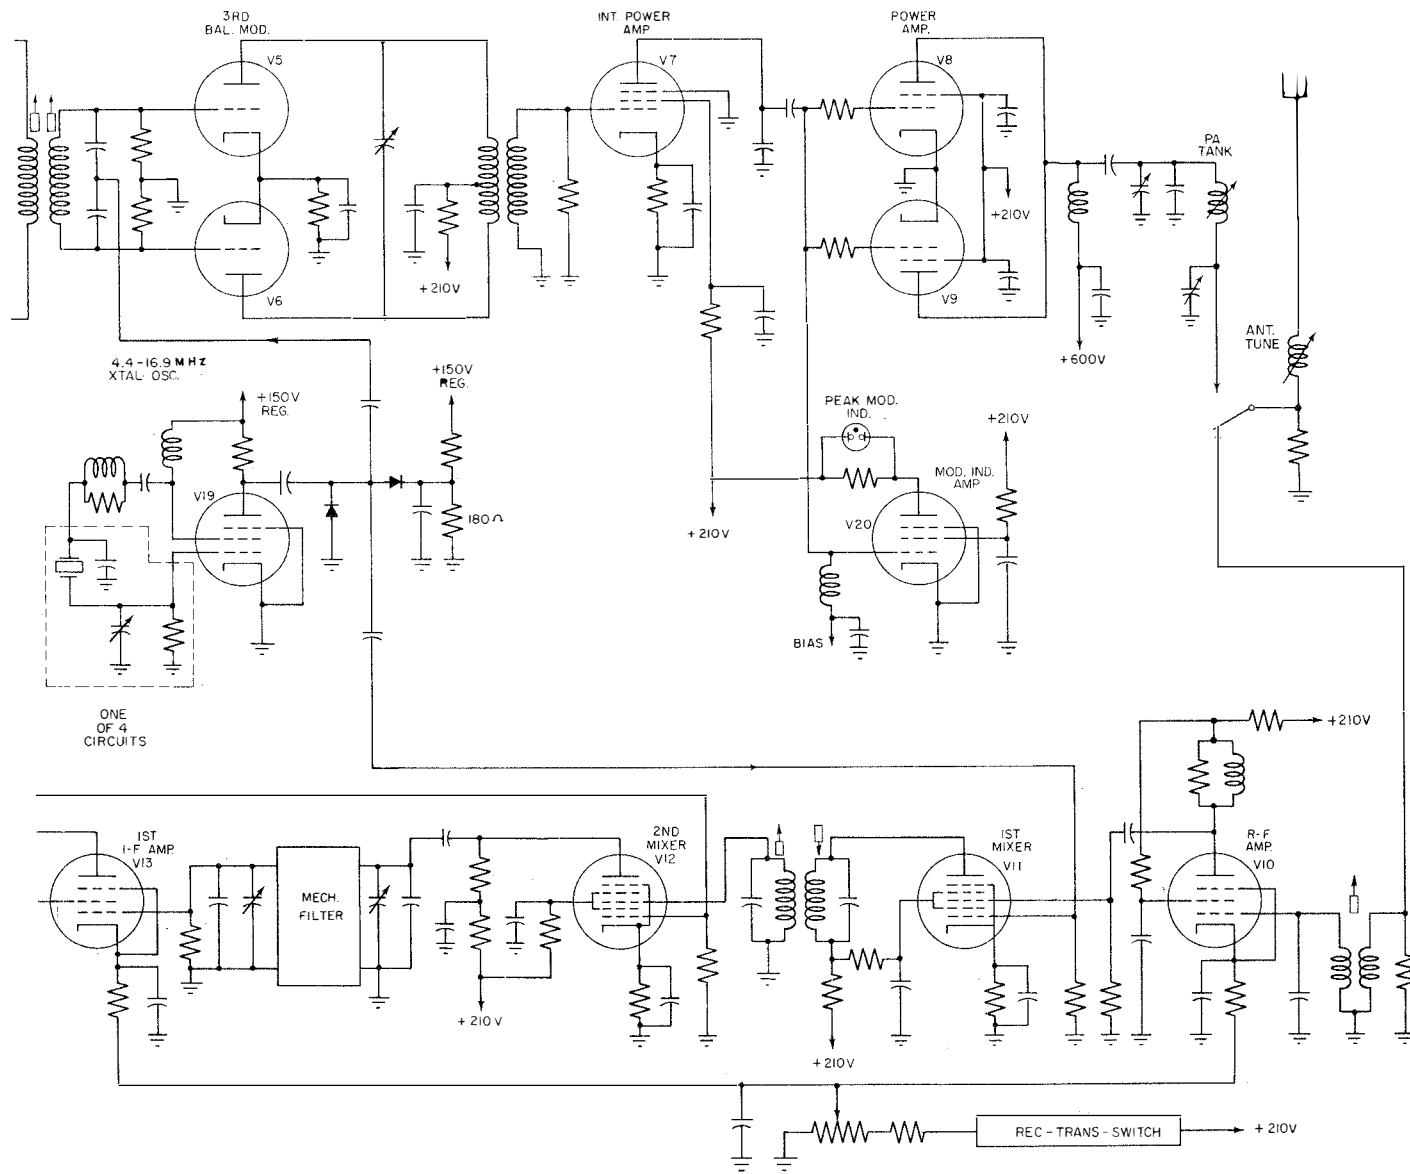 3RD
BAL. MOD.
INT. POWER
AMP
POWER
AMP.
V5
V7
V8
PA
TANK
V6
+210V
+210V
V9
+600V
ANT.
TUNE
4.4-16.9 MHZ
XTAL OSC.
+150V
REG.
+150V
REG.
PEAK MOD.
IND.
+210V
V19
MOD. IND.
AMP.
180Ω
V20
+210V
BIAS
ONE
OF 4
CIRCUITS
+210V
1ST
I-F AMP.
V13
2ND
MIXER
V12
1ST
MIXER
V11
R-F
AMP.
V10
MECH.
FILTER
+210V
+210V
REC-TRANS-SWITCH
+210V